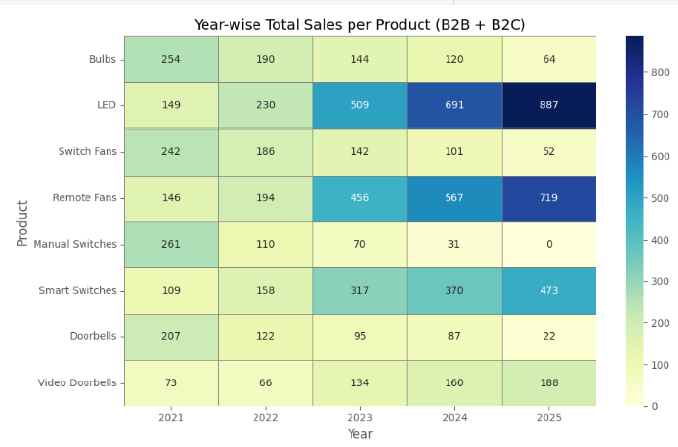 Year-wise Total Sales per Product (B2B + B2C)
Bulbs 254 190 144 120 64
LED 149 230 509 691 887
Switch Fans 242 186 142 101 52
Remote Fans 146 194 456 567 719
Manual Switches 261 110 70 31 0
Smart Switches 109 158 317 370 473
Doorbells 207 122 95 87 22
Video Doorbells 73 66 134 160 188
2021 2022 2023 2024 2025
Year
Product
800
700
600
500
400
300
200
100
0